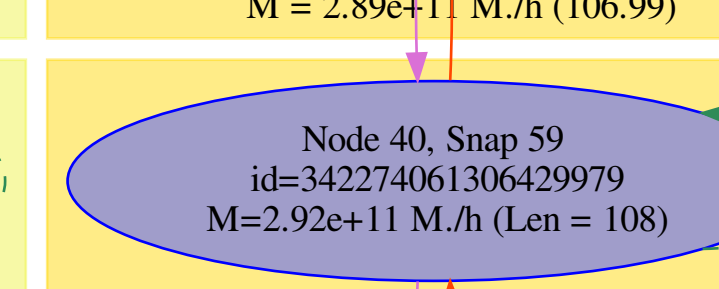 M = 2.89e+11 M./h (106.99)
Node 40, Snap 59
id=342274061306429979
M=2.92e+11 M./h (Len = 108)